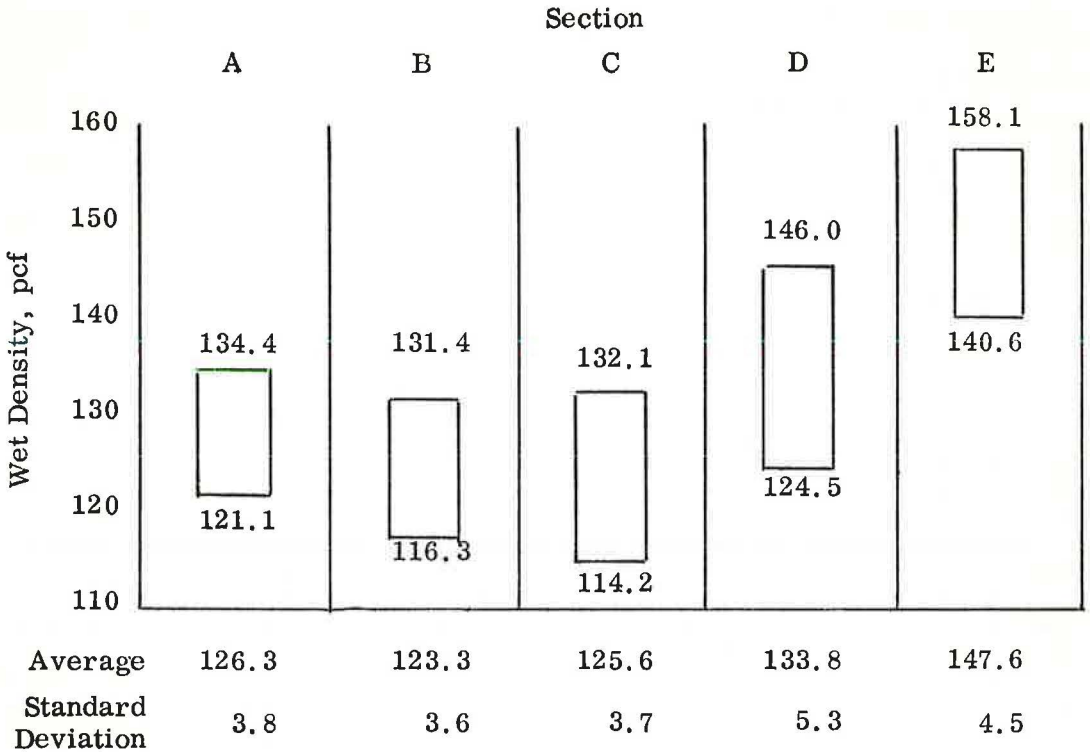 Section
A B C D E
160
150
140
130
120
110
Wet Density, pcf
134.4
121.1
131.4
116.3
132.1
114.2
146.0
124.5
158.1
140.6
Average 126.3 123.3 125.6 133.8 147.6
Standard
Deviation 3.8 3.6 3.7 5.3 4.5